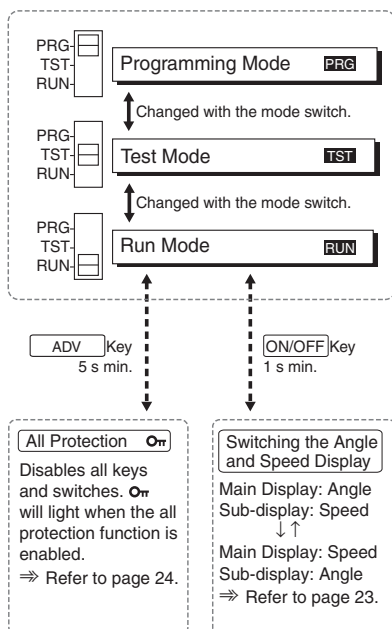 PRG
TST
RUN
Programming Mode PRG
Changed with the mode switch.
PRG
TST
RUN
Test Mode TST
Changed with the mode switch.
PRG
TST
RUN
Run Mode RUN
ADV Key
5 s min.
ON/OFF Key
1 s min.
All Protection
Disables all keys
and switches.
will light when the all
protection function is
enabled.
⇒ Refer to page 24.
Switching the Angle
and Speed Display
Main Display: Angle
Sub-display: Speed
↓↑
Main Display: Speed
Sub-display: Angle
⇒ Refer to page 23.